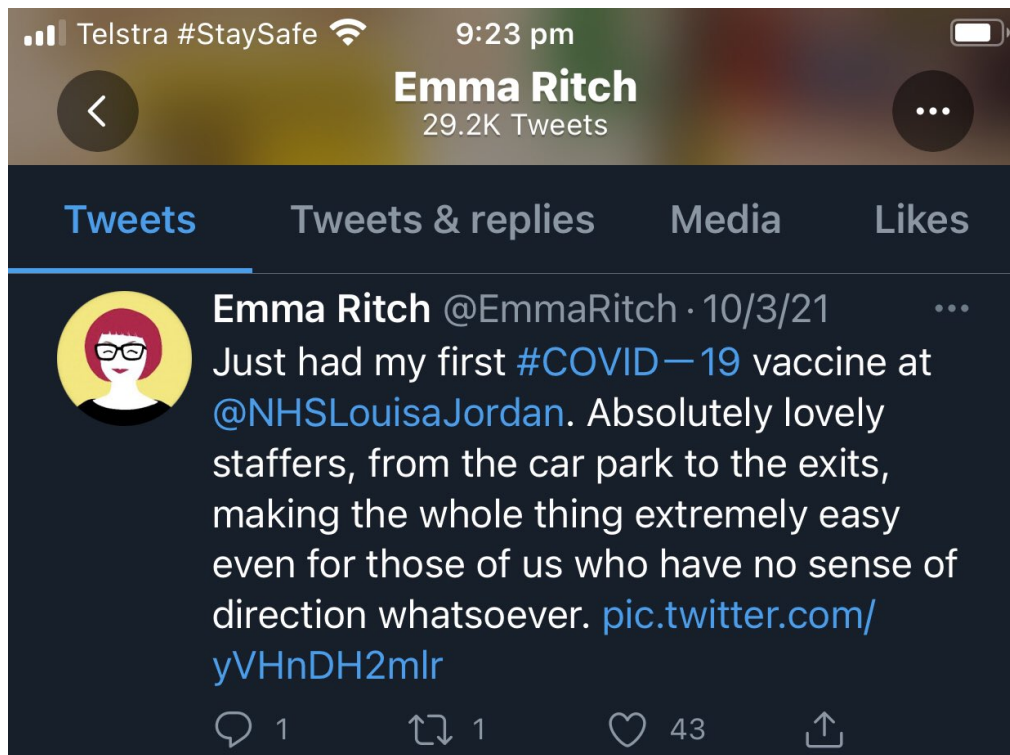 Telstra #StaySafe 9:23 pm
Emma Ritch
29.2K Tweets
Tweets Tweets & replies Media Likes
Emma Ritch @EmmaRitch · 10/3/21
Just had my first #COVID—19 vaccine at
@NHSLouisaJordan. Absolutely lovely
staffers, from the car park to the exits,
making the whole thing extremely easy
even for those of us who have no sense of
direction whatsoever. pic.twitter.com/
yVHnDH2mlr
1 1 43